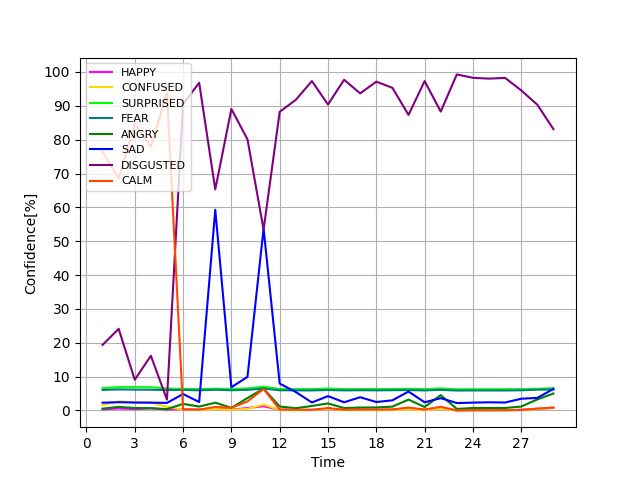 100
90
80
70
60
50
40
30
20
10
0
Confidence[%]
HAPPY
CONFUSED
SURPRISED
FEAR
ANGRY
SAD
DISGUSTED
CALM
0 3 6 9 12 15 18 21 24 27
Time